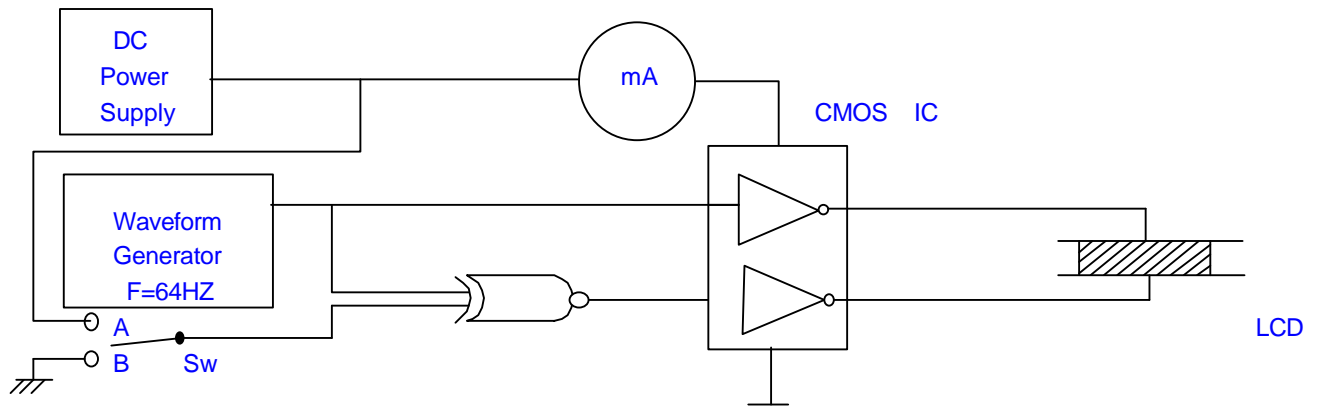 DC
Power
Supply
mA
CMOS IC
Waveform
Generator
F=64HZ
A
B
Sw
LCD